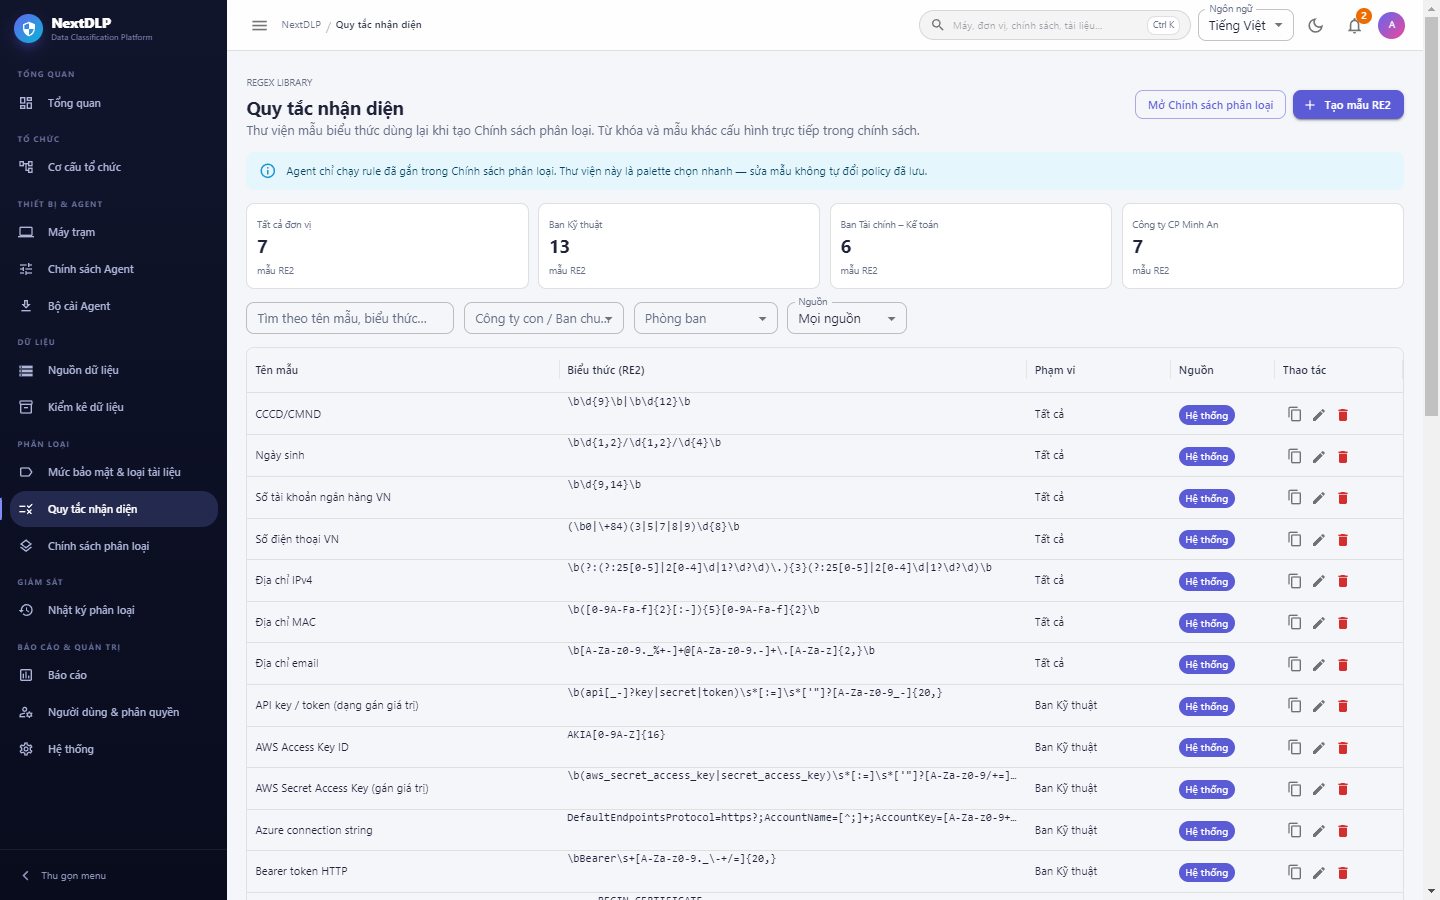 NextDLP
Data Classification Platform
TỔNG QUAN
Tổng quan
TỔ CHỨC
Cơ cấu tổ chức
THIẾT BỊ & AGENT
Máy trạm
Chính sách Agent
Bộ cài Agent
DỮ LIỆU
Nguồn dữ liệu
Kiểm kê dữ liệu
PHÂN LOẠI
Mức bảo mật & loại tài liệu
Quy tắc nhận diện
Chính sách phân loại
GIÁM SÁT
Nhật ký phân loại
BÁO CÁO & QUẢN TRỊ
Báo cáo
Người dùng & phân quyền
Hệ thống
Thu gọn menu
NextDLP / Quy tắc nhận diện
Máy, đơn vị, chính sách, tài liệu... Ctrl K
Ngôn ngữ
Tiếng Việt
2
A
REGEX LIBRARY
Quy tắc nhận diện
Thư viện mẫu biểu thức dùng lại khi tạo Chính sách phân loại. Từ khóa và mẫu khác cấu hình trực tiếp trong chính sách.
Mở Chính sách phân loại
+ Tạo mẫu RE2
Agent chỉ chạy rule đã gắn trong Chính sách phân loại. Thư viện này là palette chọn nhanh — sửa mẫu không tự đổi policy đã lưu.
Tất cả đơn vị
7
mẫu RE2
Ban Kỹ thuật
13
mẫu RE2
Ban Tài chính – Kế toán
6
mẫu RE2
Công ty CP Minh An
7
mẫu RE2
Tìm theo tên mẫu, biểu thức...
Công ty con / Ban chu...
Phòng ban
Nguồn
Mọi nguồn
Tên mẫu Biểu thức (RE2) Phạm vi Nguồn Thao tác
CCCD/CMND \b\d{9}\b|\b\d{12}\b Tất cả Hệ thống
Ngày sinh \b\d{1,2}/\d{1,2}/\d{4}\b Tất cả Hệ thống
Số tài khoản ngân hàng VN \b\d{9,14}\b Tất cả Hệ thống
Số điện thoại VN (\b0|\+84)(3|5|7|8|9)\d{8}\b Tất cả Hệ thống
Địa chỉ IPv4 \b(?:(?:25[0-5]|2[0-4]\d|1?\d?\d)\.){3}(?:25[0-5]|2[0-4]\d|1?\d?\d)\b Tất cả Hệ thống
Địa chỉ MAC \b([0-9A-Fa-f]{2}[:-]){5}[0-9A-Fa-f]{2}\b Tất cả Hệ thống
Địa chỉ email \b[A-Za-z0-9._%+-]+@[A-Za-z0-9.-]+\.[A-Za-z]{2,}\b Tất cả Hệ thống
API key / token (dạng gán giá trị) \b(api[_-]?key|secret|token)\s*[:=]\s*['"]?[A-Za-z0-9_-]{20,} Ban Kỹ thuật Hệ thống
AWS Access Key ID AKIA[0-9A-Z]{16} Ban Kỹ thuật Hệ thống
AWS Secret Access Key (gán giá trị) \b(aws_secret_access_key|secret_access_key)\s*[:=]\s*['"]?[A-Za-z0-9/+=]... Ban Kỹ thuật Hệ thống
Azure connection string DefaultEndpointsProtocol=https?;AccountName=[^;]+;AccountKey=[A-Za-z0-9+... Ban Kỹ thuật Hệ thống
Bearer token HTTP \bBearer\s+[A-Za-z0-9._\-+/=]{20,} Ban Kỹ thuật Hệ thống